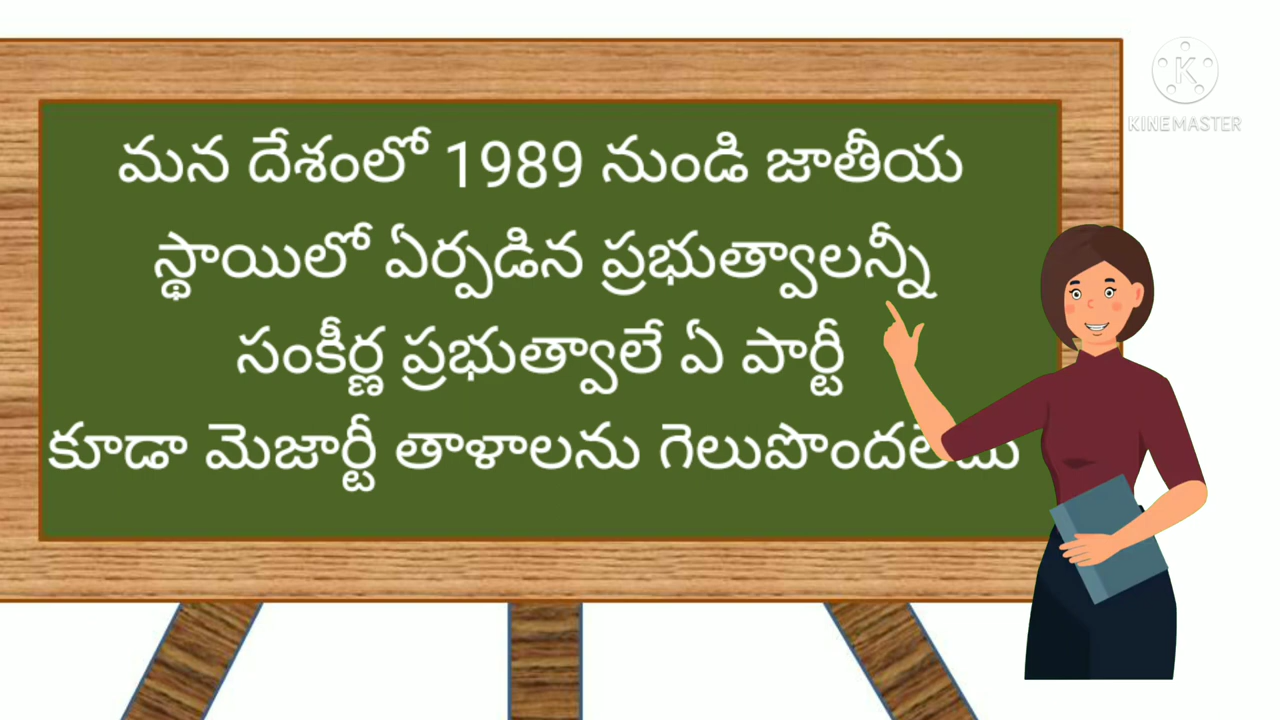 మన దేశంలో 1989 నుండి జాతీయ
స్థాయిలో ఏర్పడిన ప్రభుత్వాలన్నీ
సంకీర్ణ ప్రభుత్వాలే ఏ పార్టీ
కూడా మెజార్టీ తాళాలను
KINEMASTER